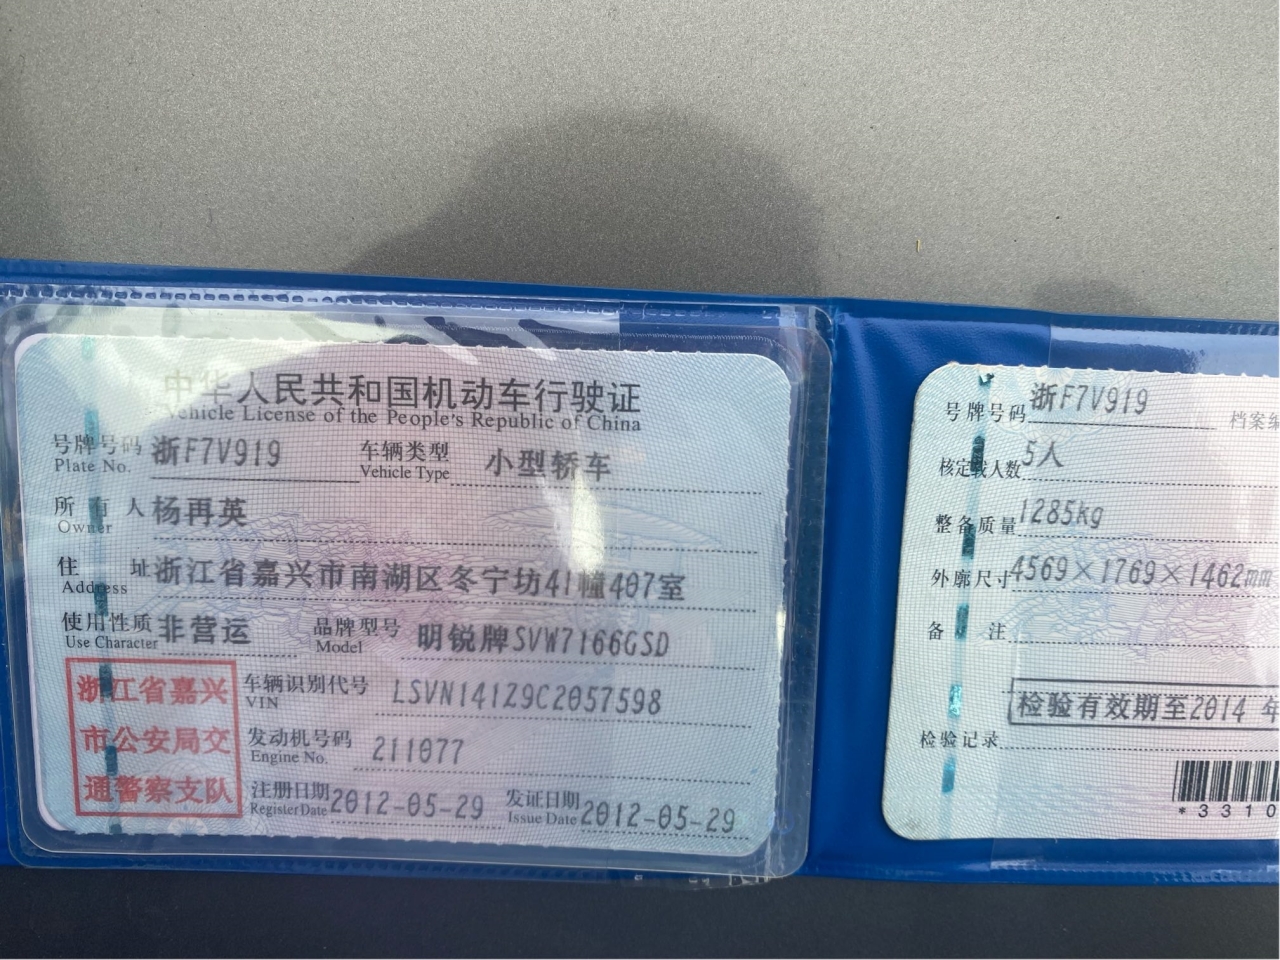 中华人民共和国机动车行驶证
Vehicle License of the People's Republic of China
号牌号码 浙F7V919 车辆类型 小型轿车
Plate No. Vehicle Type
所有人 杨再英
Owner
住址 浙江省嘉兴市南湖区冬宁坊41幢407室
Address
使用性质 非营运 品牌型号 明锐牌SVW7166GSD
Use Character Model
浙江省嘉兴
市公安局交
通警察支队
车辆识别代号 LSVN141Z9C2057598
VIN
发动机号码 211077
Engine No.
注册日期 2012-05-29 发证日期 2012-05-29
Register Date Issue Date
号牌号码 浙F7V919 档案编
核定载人数 5人
整备质量 1285kg
外廓尺寸 4569×1769×1462mm
备注
检验有效期至2014 年
检验记录
*3310